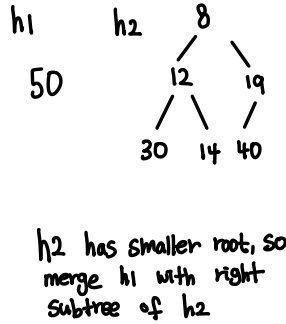 h1 h2 8
50 12 19
30 14 40
h2 has smaller root, so
merge h1 with right
subtree of h2